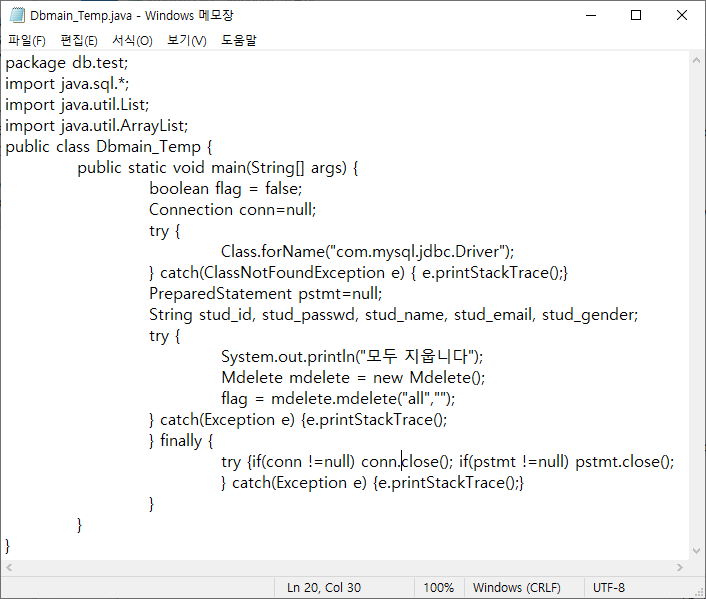 Dbmain_Temp.java - Windows 메모장
파일(F) 편집(E) 서식(O) 보기(V) 도움말
package db.test;
import java.sql.*;
import java.util.List;
import java.util.ArrayList;
public class Dbmain_Temp {
public static void main(String[] args) {
boolean flag = false;
Connection conn=null;
try {
Class.forName("com.mysql.jdbc.Driver");
} catch(ClassNotFoundException e) { e.printStackTrace();}
PreparedStatement pstmt=null;
String stud_id, stud_passwd, stud_name, stud_email, stud_gender;
try {
System.out.println("모두 지웁니다");
Mdelete mdelete = new Mdelete();
flag = mdelete.mdelete("all","");
} catch(Exception e) {e.printStackTrace();
} finally {
try {if(conn !=null) conn.close(); if(pstmt !=null) pstmt.close();
} catch(Exception e) {e.printStackTrace();}
}
}
}
Ln 20, Col 30 100% Windows (CRLF) UTF-8